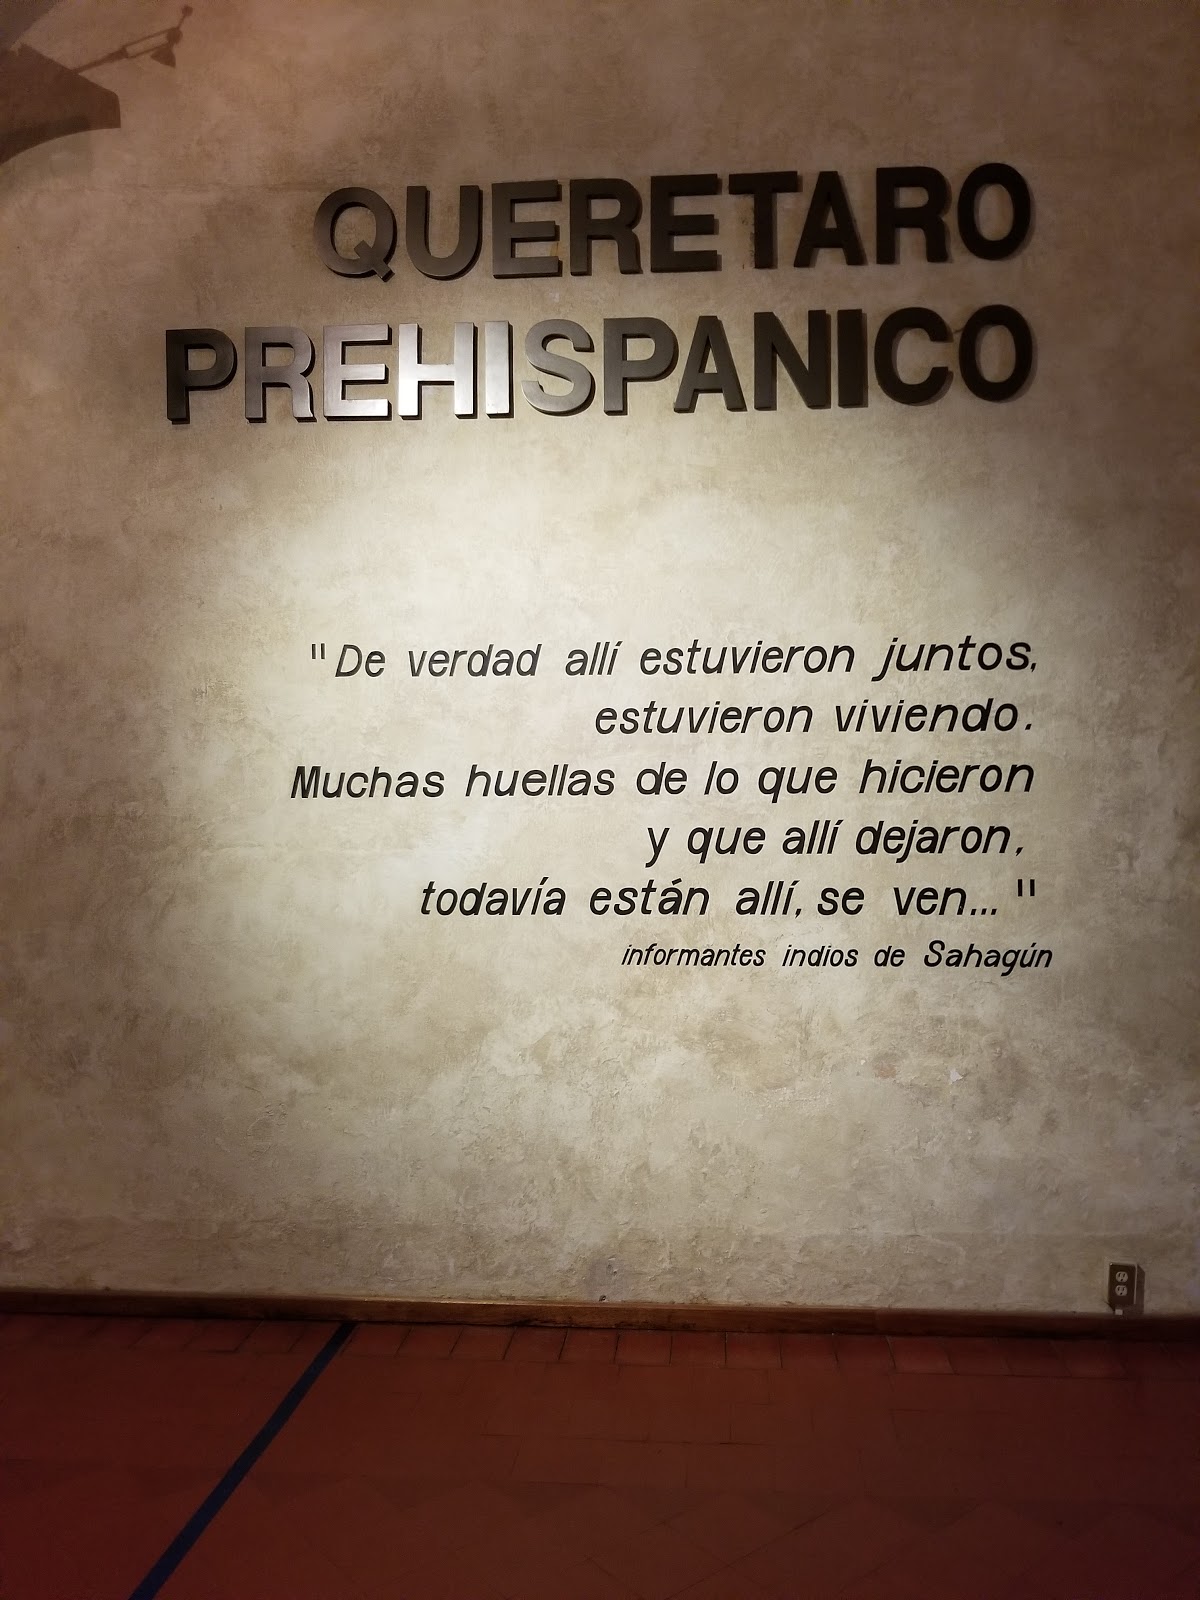 QUERETARO
PREHISPANICO
"De verdad allí estuvieron juntos,
estuvieron viviendo.
Muchas huellas de lo que hicieron
y que allí dejaron,
todavía están allí, se ven..."
informantes indios de Sahagún